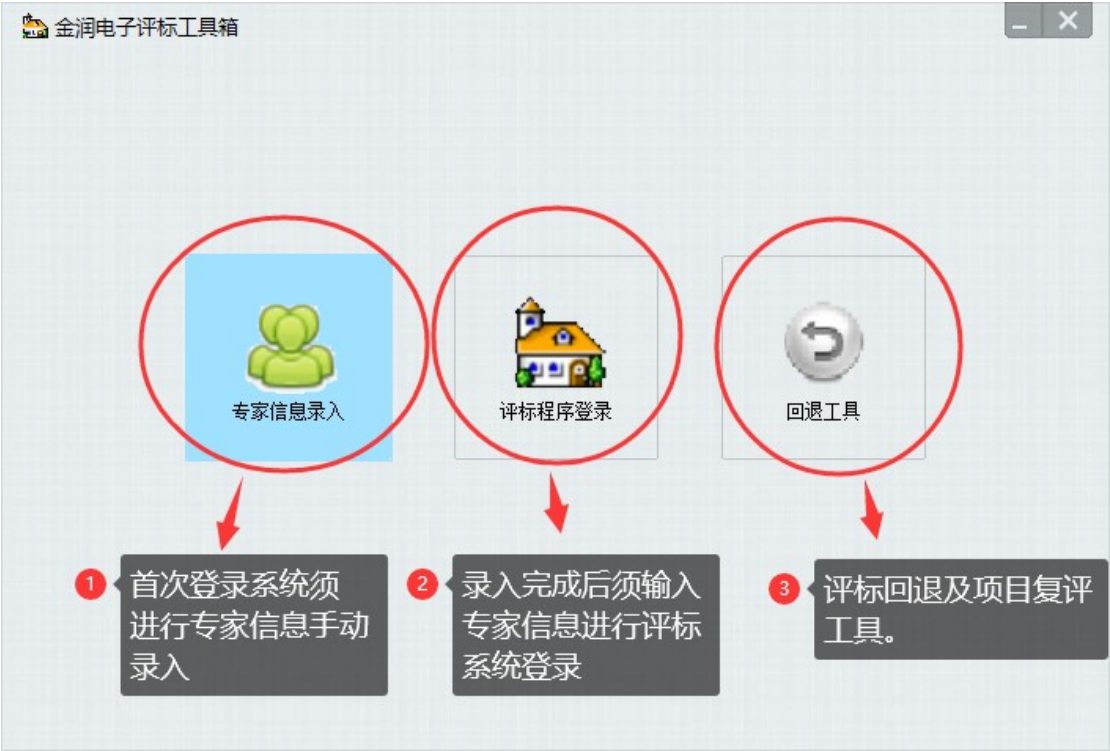 金润电子评标工具箱
专家信息录入
评标程序登录
回退工具
1
首次登录系统须
进行专家信息手动
录入
2
录入完成后须输入
专家信息进行评标
系统登录
3
评标回退及项目复评
工具。